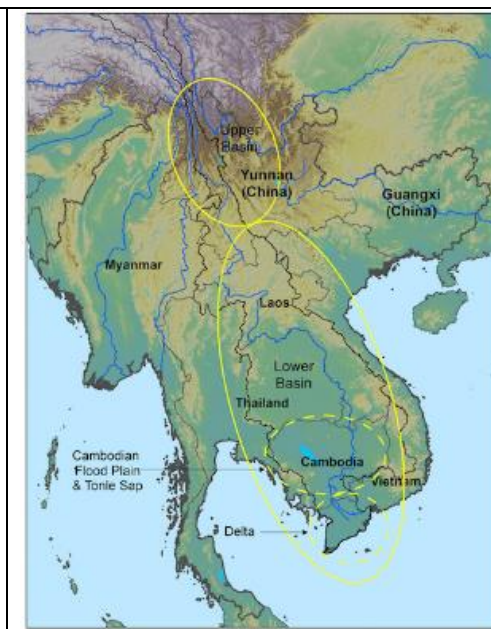 Upper
Basin
Yunnan
(China)
Guangxi
(China)
Myanmar
Laos
Lower
Basin
Thailand
Cambodian
Flood Plain
& Tonle Sap
Cambodia
Vietnam
Delta